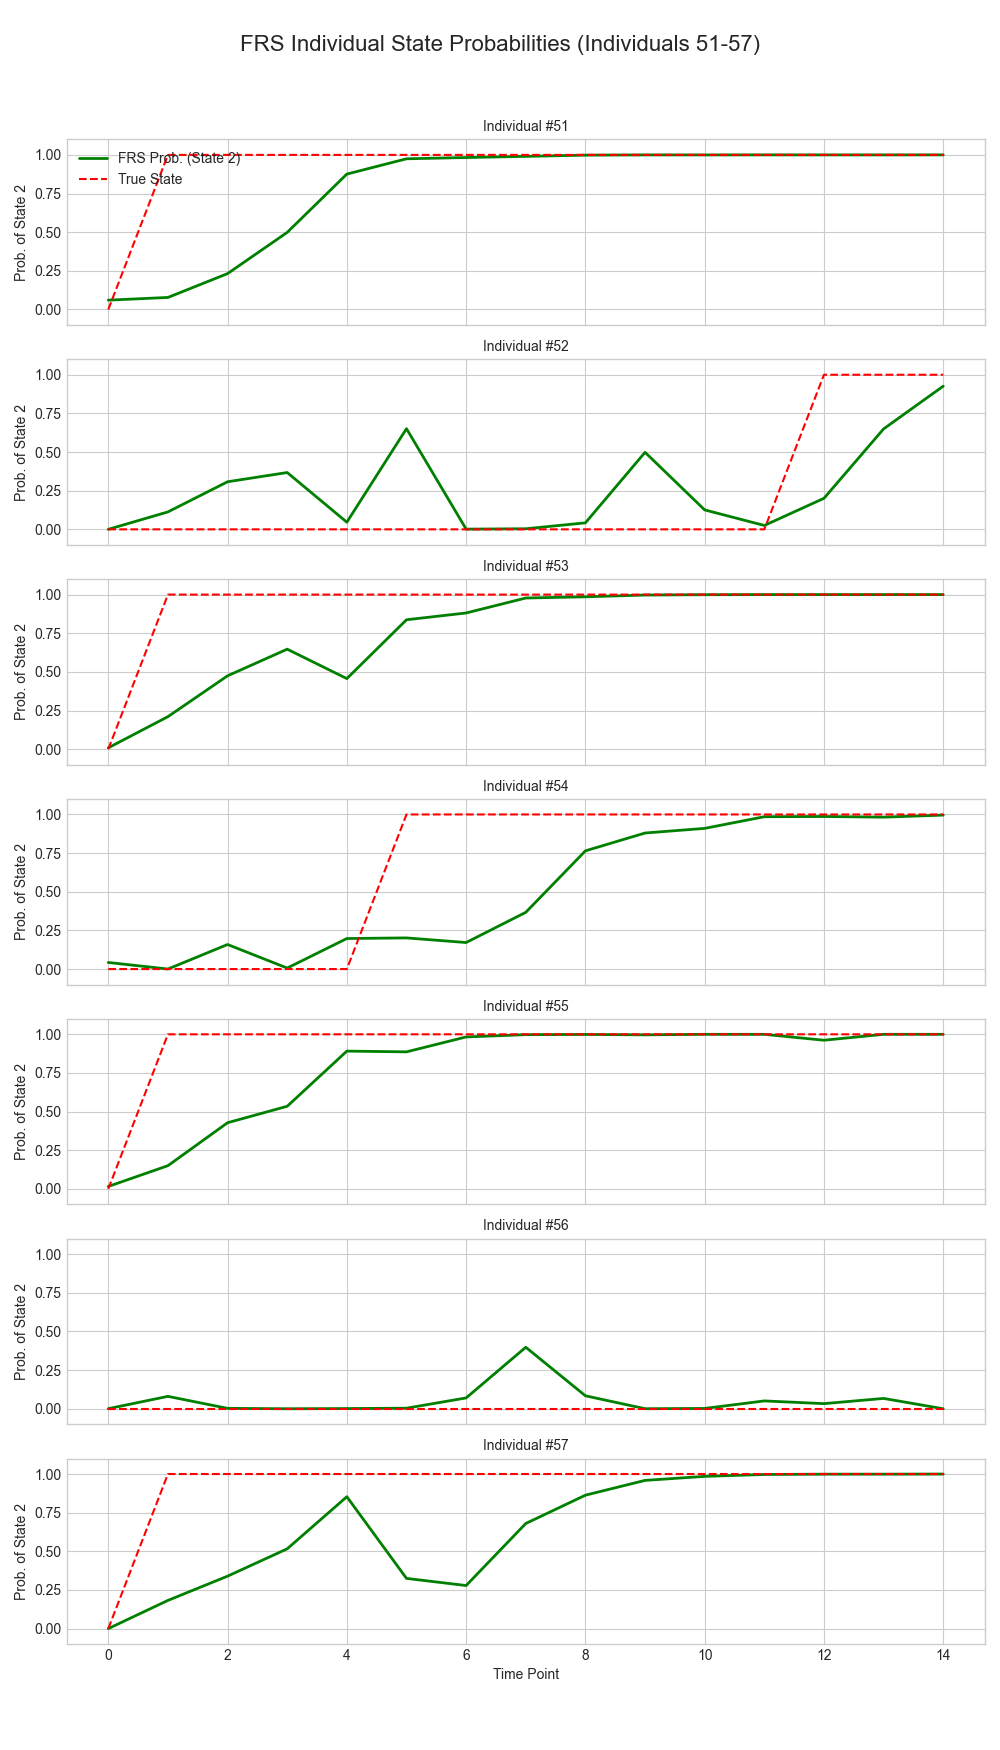 FRS Individual State Probabilities (Individuals 51-57)
Individual #51
FRS Prob. (State 2)
True State
1.00
0.75
0.50
0.25
0.00
Prob. of State 2
Individual #52
1.00
0.75
0.50
0.25
0.00
Prob. of State 2
Individual #53
1.00
0.75
0.50
0.25
0.00
Prob. of State 2
Individual #54
1.00
0.75
0.50
0.25
0.00
Prob. of State 2
Individual #55
1.00
0.75
0.50
0.25
0.00
Prob. of State 2
Individual #56
1.00
0.75
0.50
0.25
0.00
Prob. of State 2
Individual #57
1.00
0.75
0.50
0.25
0.00
Prob. of State 2
0 2 4 6 8 10 12 14
Time Point